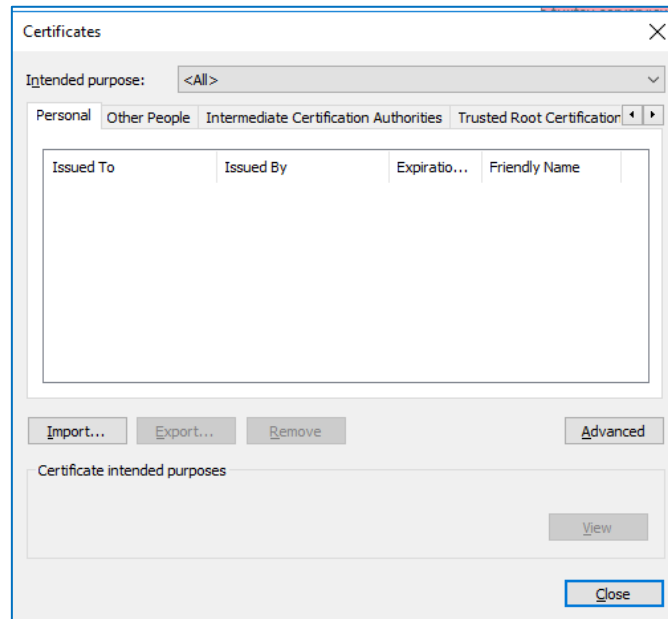 Certificates
Intended purpose: <All>
Personal Other People Intermediate Certification Authorities Trusted Root Certification
Issued To Issued By Expiratio... Friendly Name
Import... Export... Remove Advanced
Certificate intended purposes
View
Close